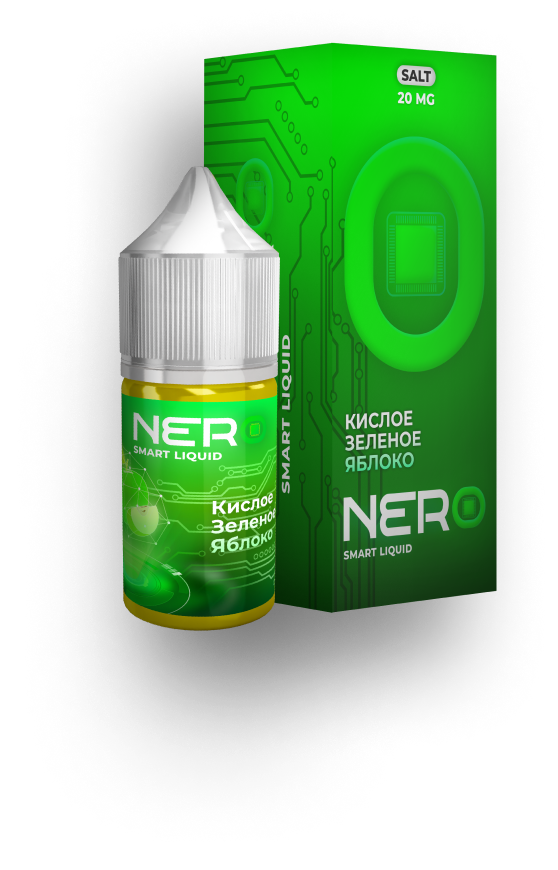 SALT
20 MG
SMART LIQUID
КИСЛОЕ
ЗЕЛЕНОЕ
ЯБЛОКО
NERO
SMART LIQUID
NERO
SMART LIQUID
Кислое
Зеленое
Яблоко